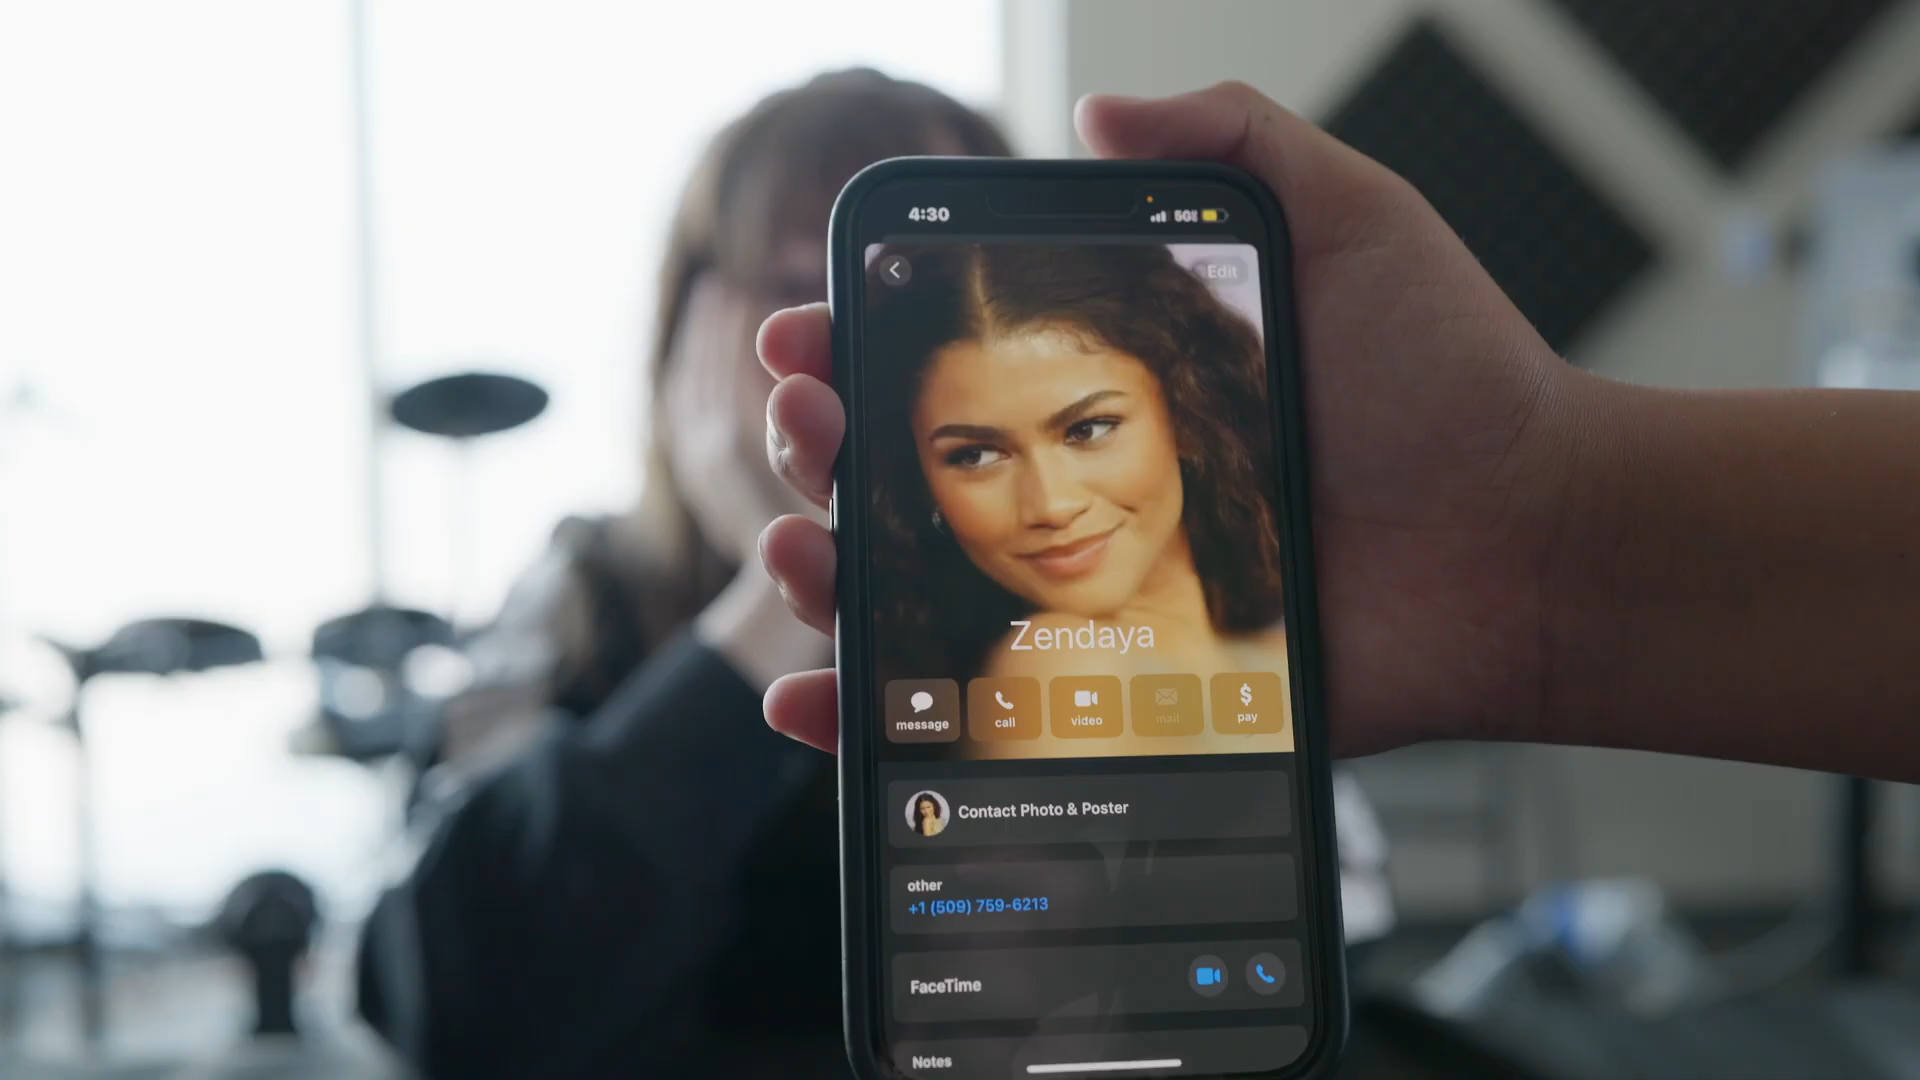 4:30
5G
Edit
Zendaya
message
call
video
mail
$
pay
Contact Photo & Poster
other
+1 (509) 759-6213
FaceTime
Notes